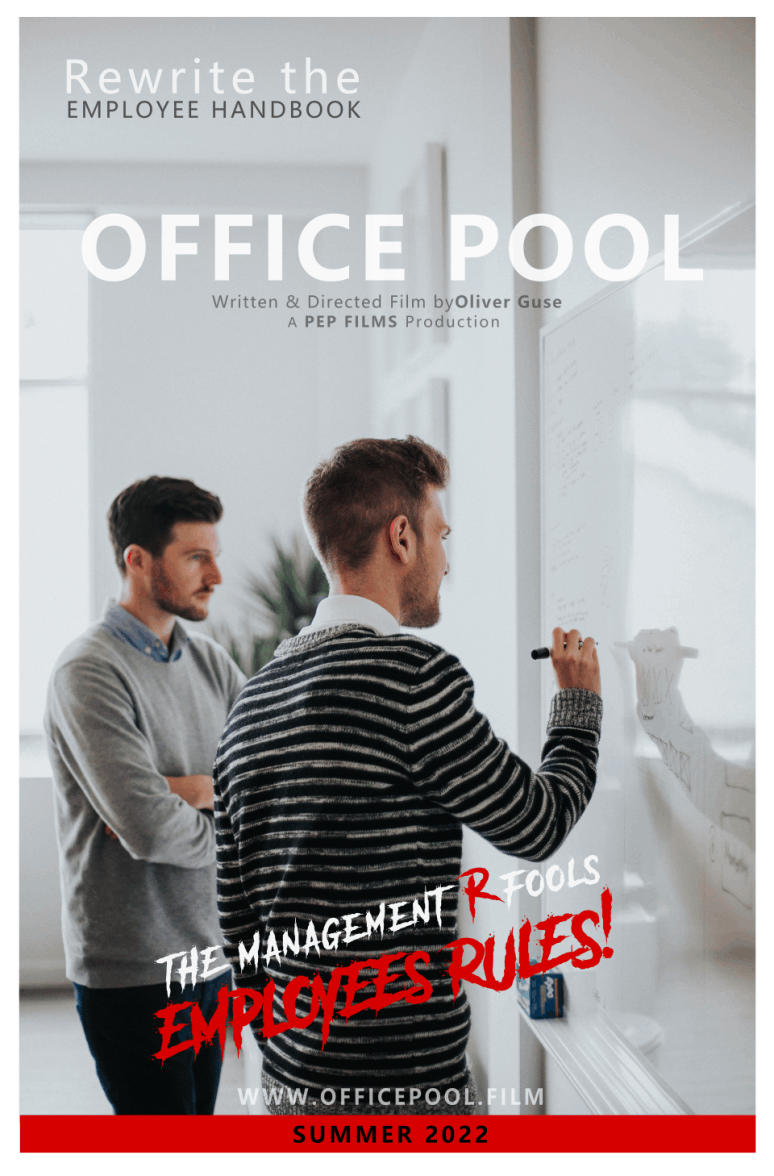 Rewrite the
EMPLOYEE HANDBOOK
OFFICE POOL
Written & Directed Film byOliver Guse
A PEP FILMS Production
THE MANAGEMENT R FOOLS
EMPLOYEES RULES!
WWW.OFFICEPOOL.FILM
SUMMER 2022